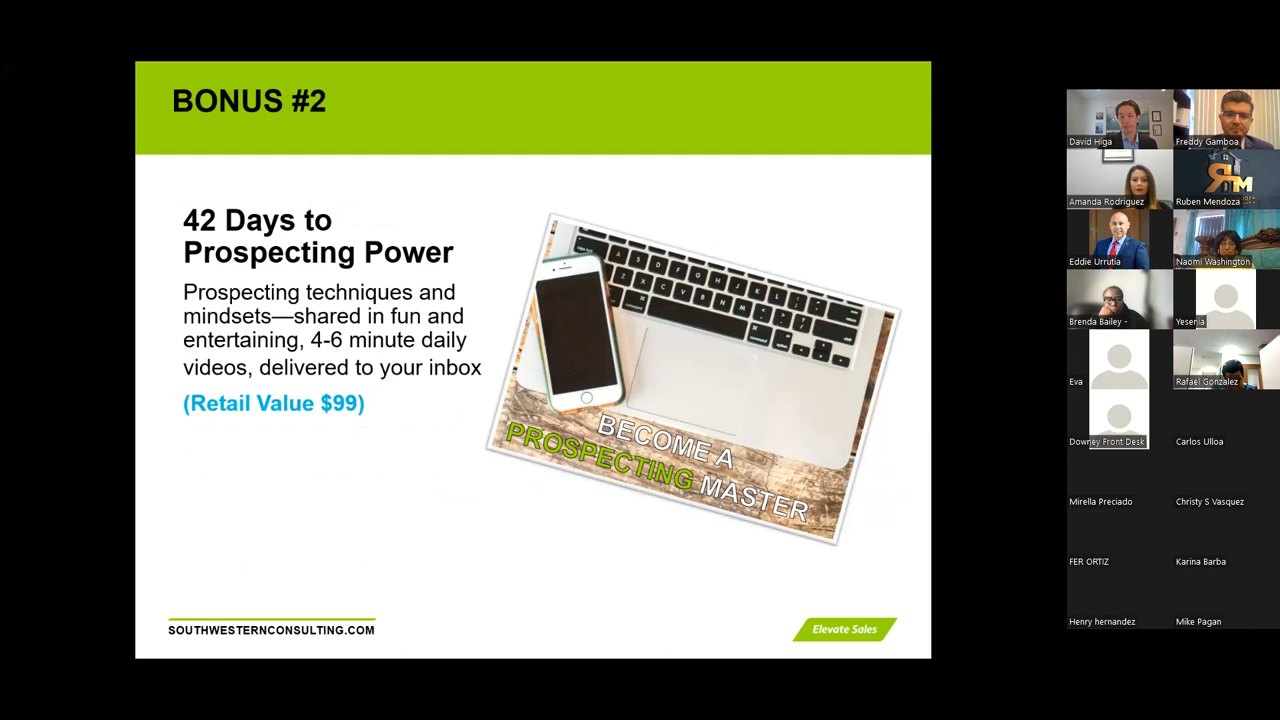 BONUS #2
42 Days to
Prospecting Power
Prospecting techniques and
mindsets—shared in fun and
entertaining, 4-6 minute daily
videos, delivered to your inbox
(Retail Value $99)
BECOME A
PROSPECTING MASTER
SOUTHWESTERNCONSULTING.COM
Elevate Sales
David Higa
Freddy Gamboa
Amanda Rodriguez
Ruben Mendoza
Eddie Urrutia
Naomi Washington
Brenda Bailey -
Yesenia
Eva
Rafael Gonzalez
Downey Front Desk
Carlos Ulloa
Mirella Preciado
Christy S Vasquez
FER ORTIZ
Karina Barba
Henry hernandez
Mike Pagan